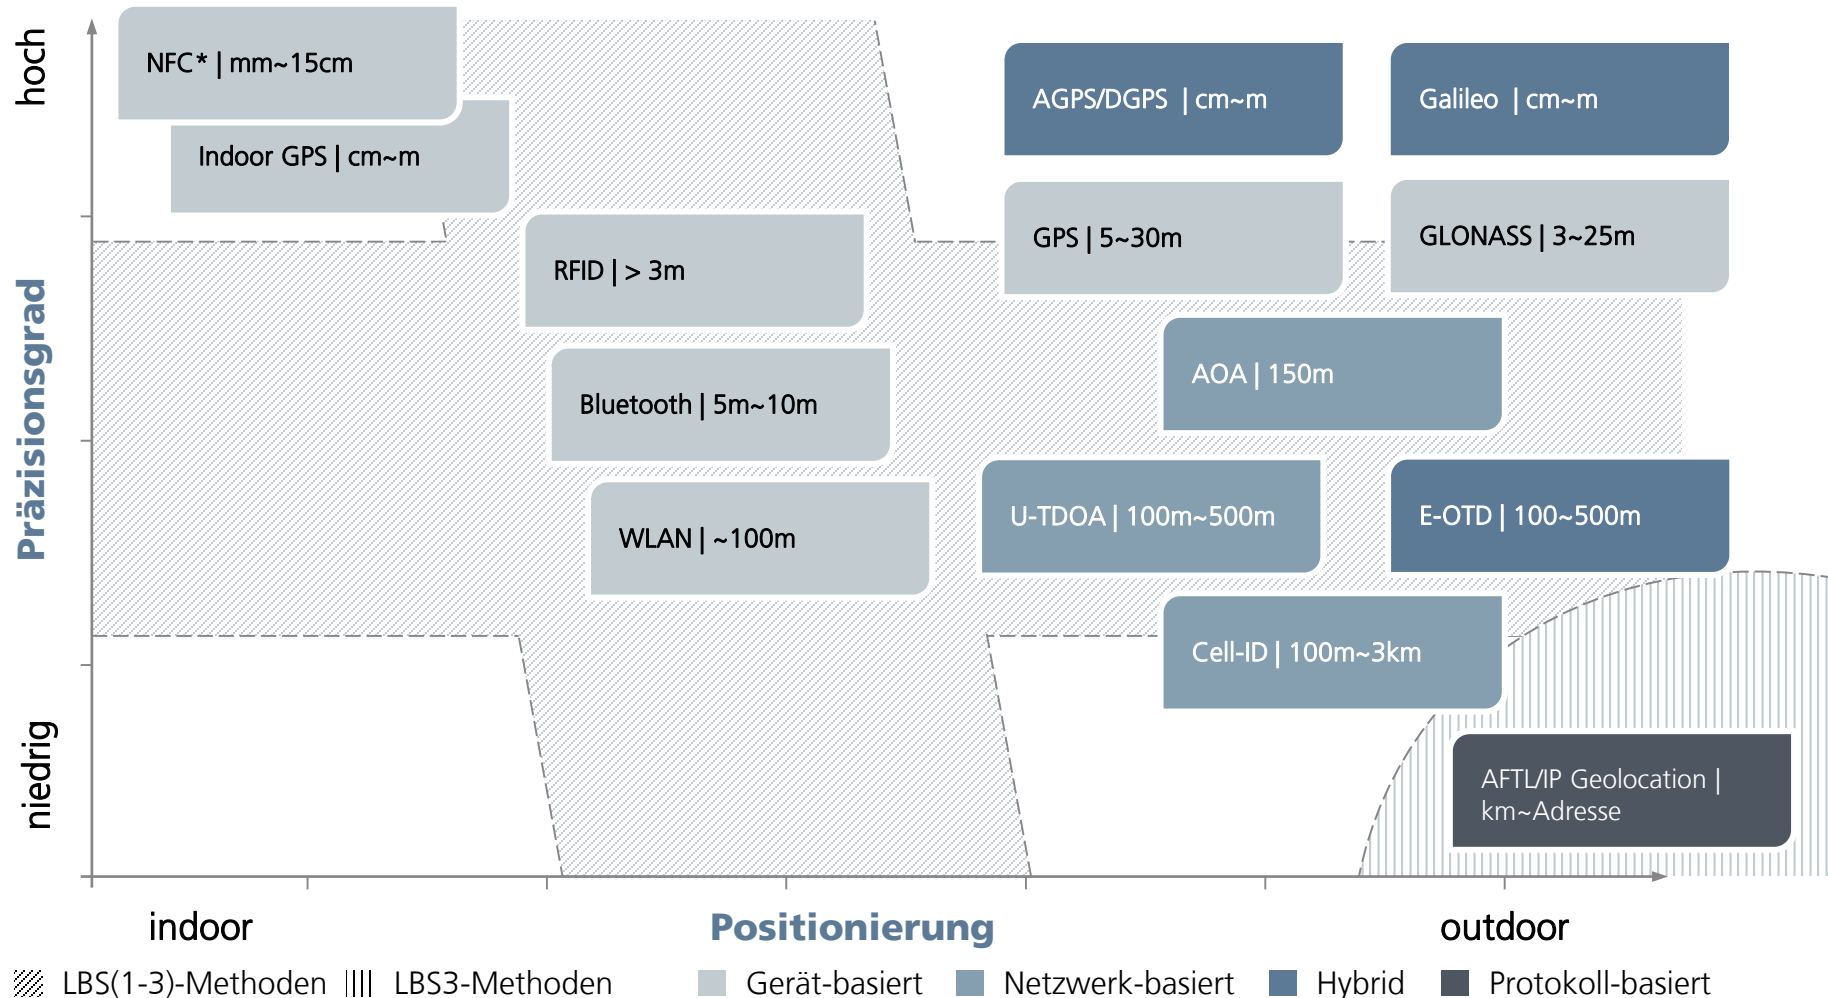 hoch
Präzisionsgrad
niedrig
NFC* | mm~15cm
Indoor GPS | cm~m
AGPS/DGPS | cm~m
Galileo | cm~m
RFID | > 3m
GPS | 5~30m
GLONASS | 3~25m
Bluetooth | 5m~10m
AOA | 150m
WLAN | ~100m
U-TDOA | 100m~500m
E-OTD | 100~500m
Cell-ID | 100m~3km
AFTL/IP Geolocation |
km~Adresse
indoor
Positionierung
outdoor
LBS(1-3)-Methoden
LBS3-Methoden
Gerät-basiert
Netzwerk-basiert
Hybrid
Protokoll-basiert